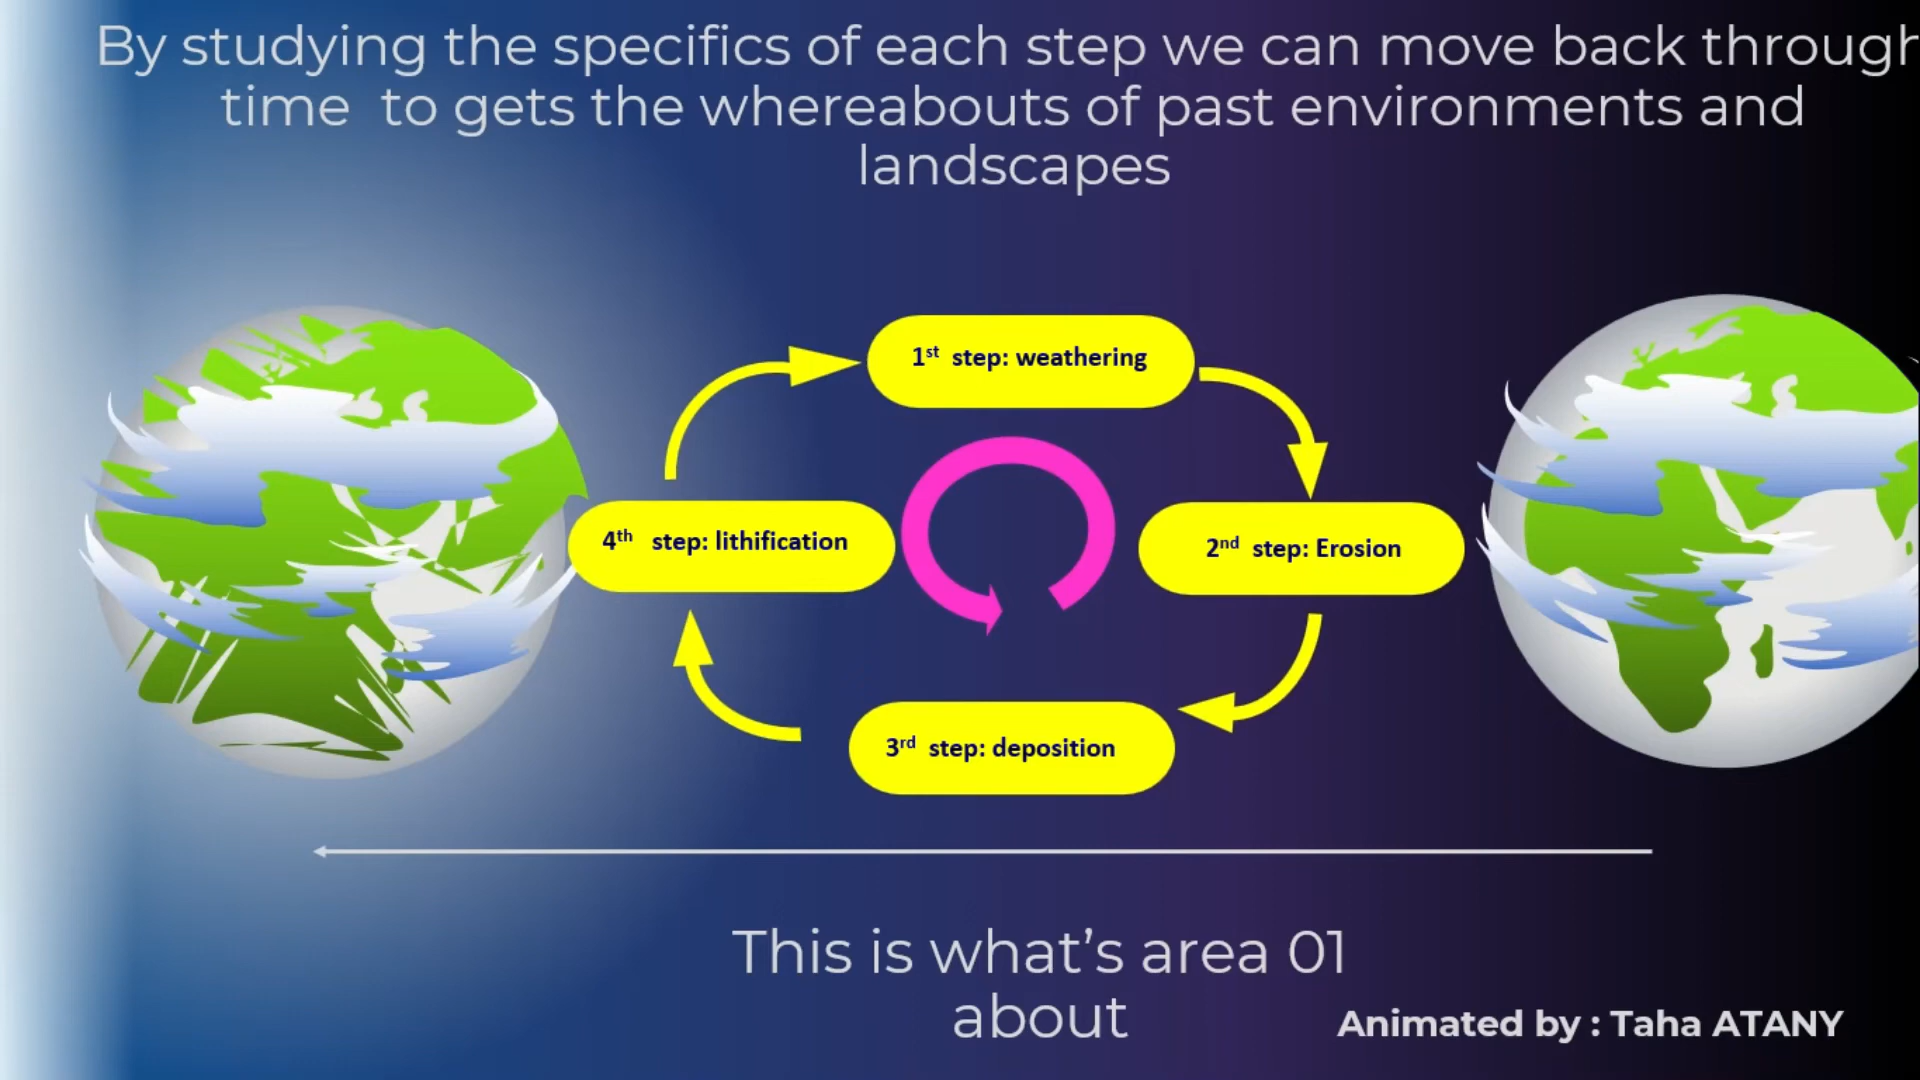 By studying the specifics of each step we can move back through
time to gets the whereabouts of past environments and
landscapes
1st step: weathering
4th step: lithification
2nd step: Erosion
3rd step: deposition
This is what's area 01
about
Animated by : Taha ATANY